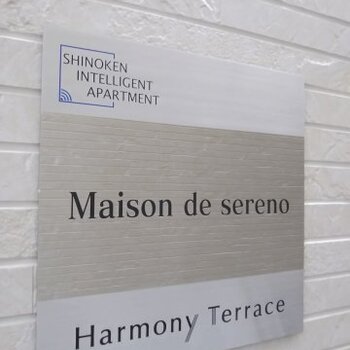 SHINOKEN
INTELLIGENT
APARTMENT
Maison de sereno
Harmony Terrace